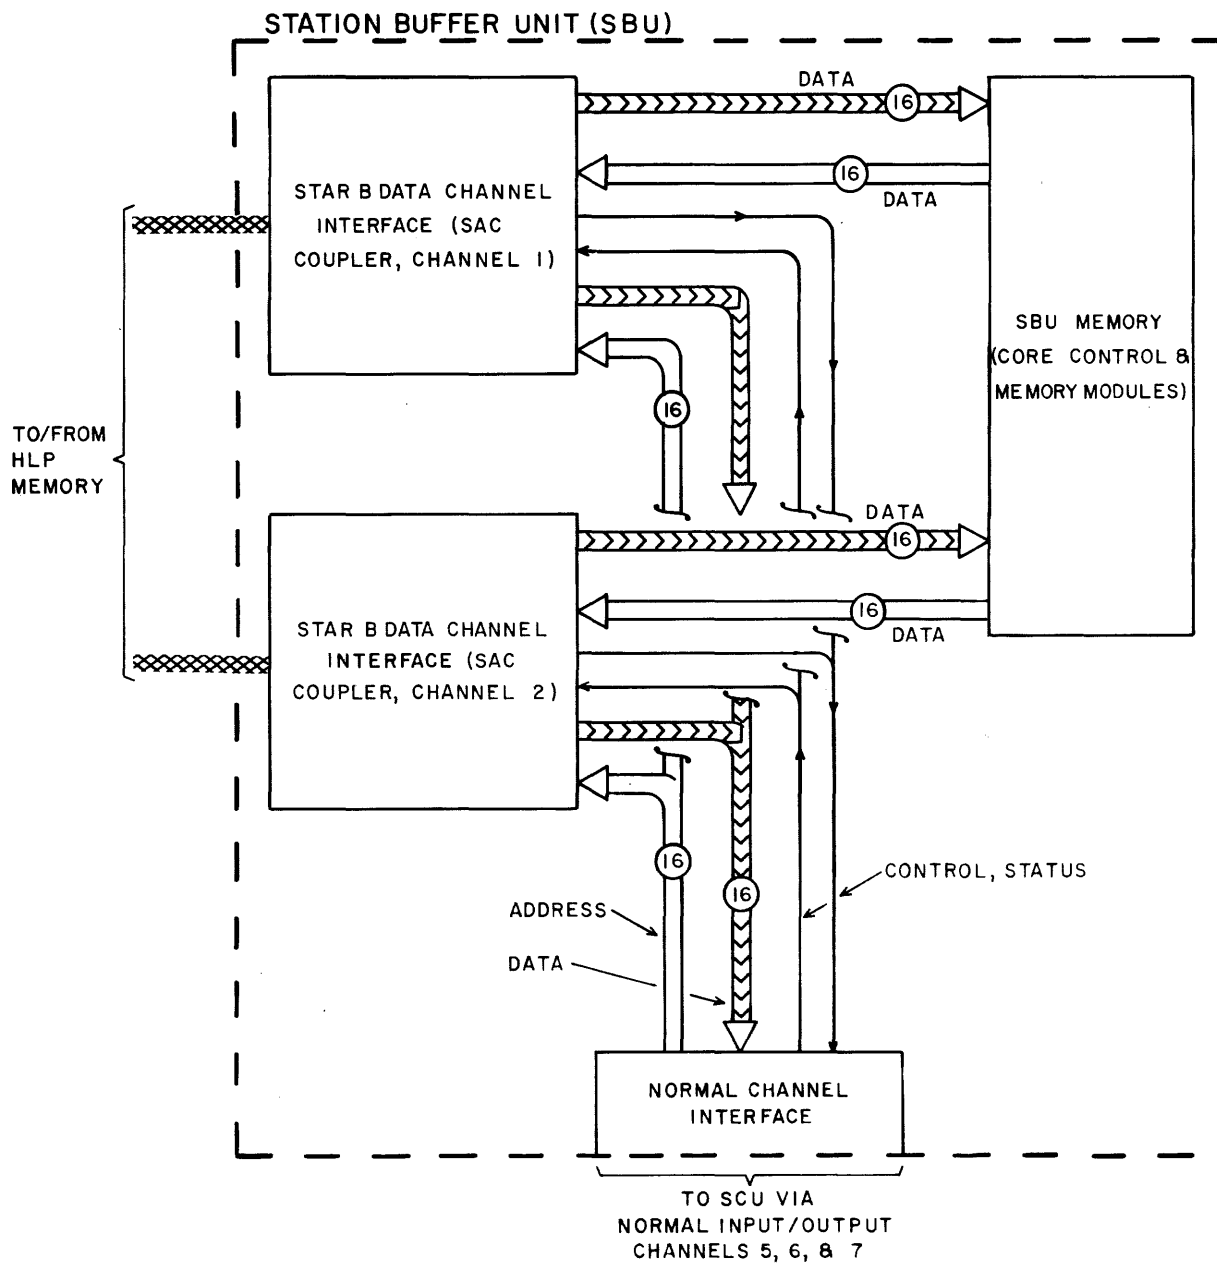 STATION BUFFER UNIT (SBU)
DATA
16
16
DATA
STAR B DATA CHANNEL
INTERFACE (SAC
COUPLER, CHANNEL 1)
SBU MEMORY
(CORE CONTROL &
MEMORY MODULES)
16
TO/FROM
HLP
MEMORY
DATA
16
16
DATA
STAR B DATA CHANNEL
INTERFACE (SAC
COUPLER, CHANNEL 2)
16
16
CONTROL, STATUS
ADDRESS
DATA
NORMAL CHANNEL
INTERFACE
TO SCU VIA
NORMAL INPUT/OUTPUT
CHANNELS 5, 6, & 7